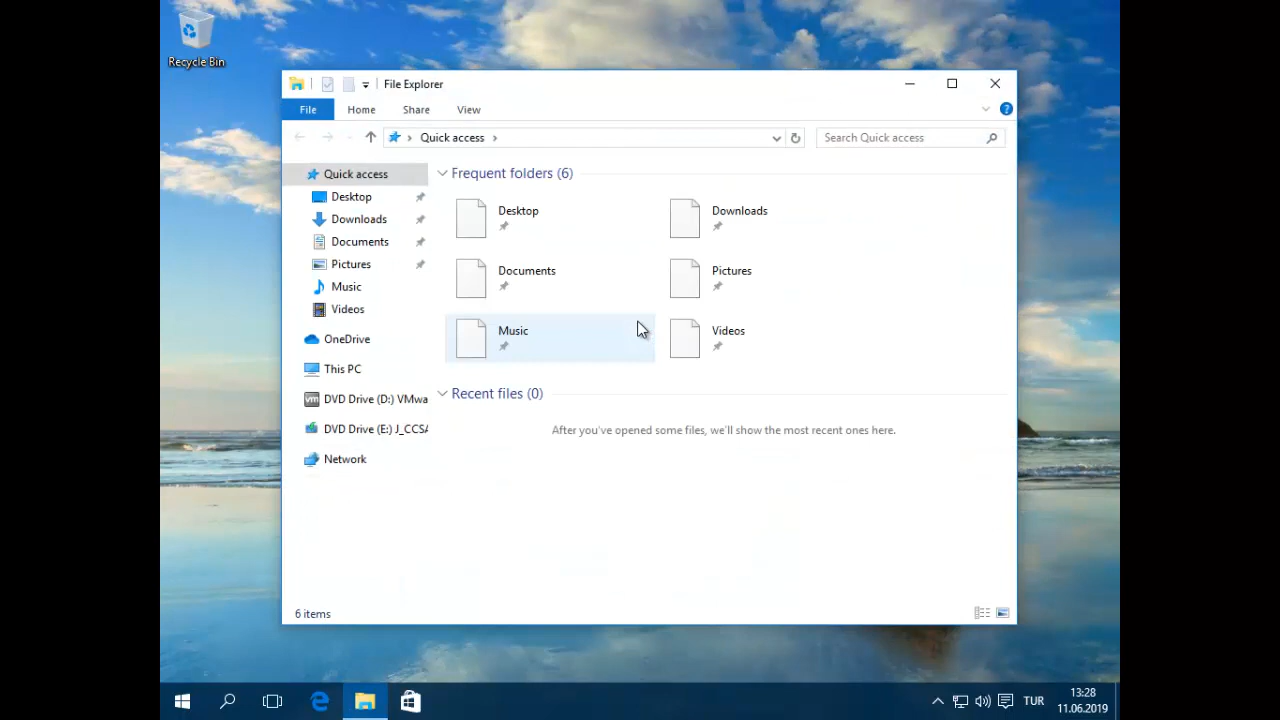 Recycle Bin
File Explorer
File Home Share View
Quick access
Search Quick access
Quick access
Desktop
Downloads
Documents
Pictures
Music
Videos
OneDrive
This PC
DVD Drive (D:) VMwa
DVD Drive (E:) J_CCSA
Network
Frequent folders (6)
Desktop
Downloads
Documents
Pictures
Music
Videos
Recent files (0)
After you've opened some files, we'll show the most recent ones here.
6 items
TUR
13:28
11.06.2019